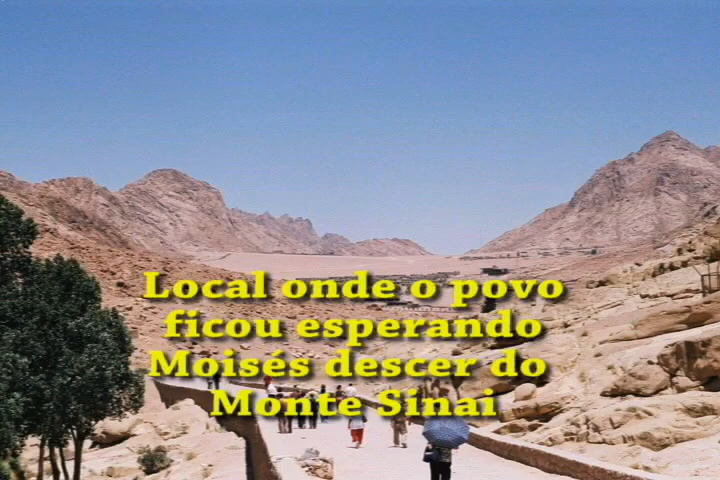 Local onde o povo
ficou esperando
Moisés descer do
Monte Sinai